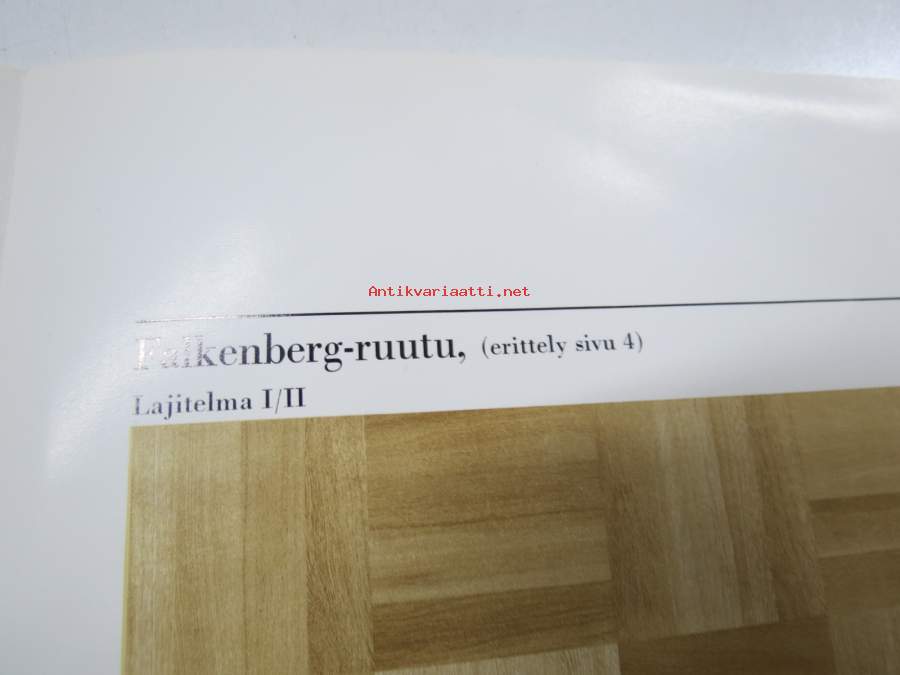 Antikvariaatti.net
Falkenberg-ruutu, (erittely sivu 4)
Lajitelma I/II